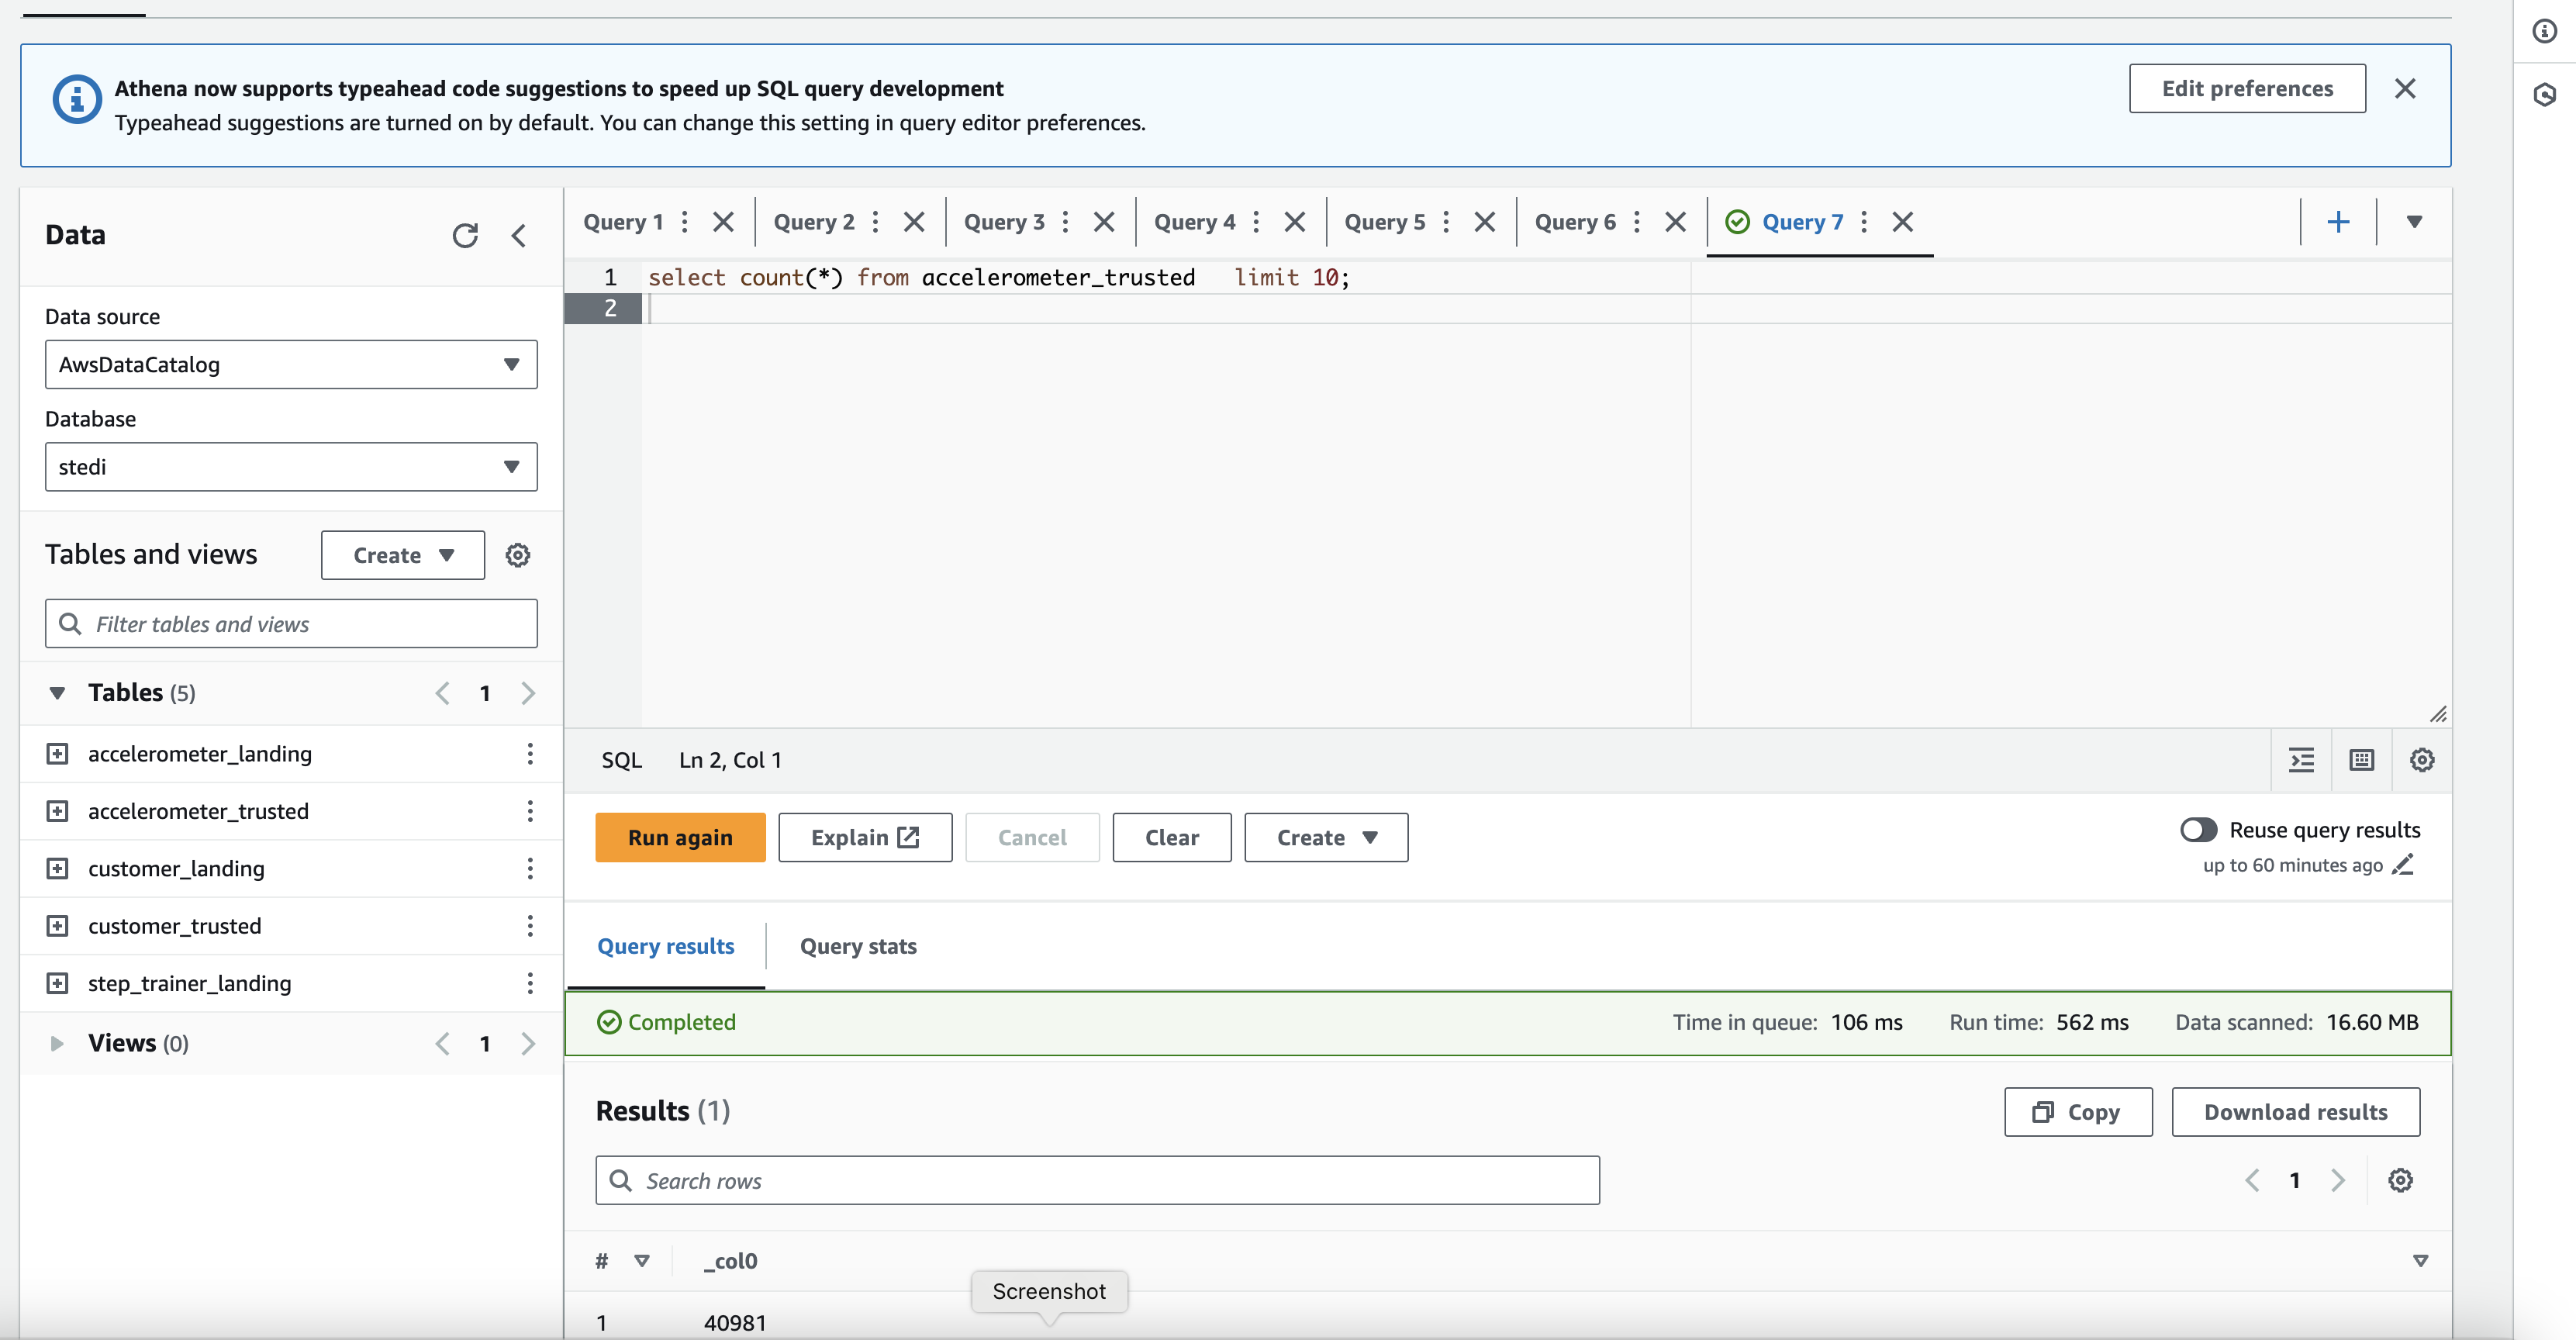 Athena now supports typeahead code suggestions to speed up SQL query development
Typeahead suggestions are turned on by default. You can change this setting in query editor preferences.
Edit preferences
Data
Data source
AwsDataCatalog
Database
stedi
Tables and views
Create
Filter tables and views
Tables (5)
1
accelerometer_landing
accelerometer_trusted
customer_landing
customer_trusted
step_trainer_landing
Views (0)
1
Query 1
Query 2
Query 3
Query 4
Query 5
Query 6
Query 7
1 select count(*) from accelerometer_trusted   limit 10;
2
SQL Ln 2, Col 1
Run again
Explain
Cancel
Clear
Create
Reuse query results
up to 60 minutes ago
Query results
Query stats
Completed
Time in queue: 106 ms
Run time: 562 ms
Data scanned: 16.60 MB
Results (1)
Copy
Download results
Search rows
1
# _col0
Screenshot
1 40981